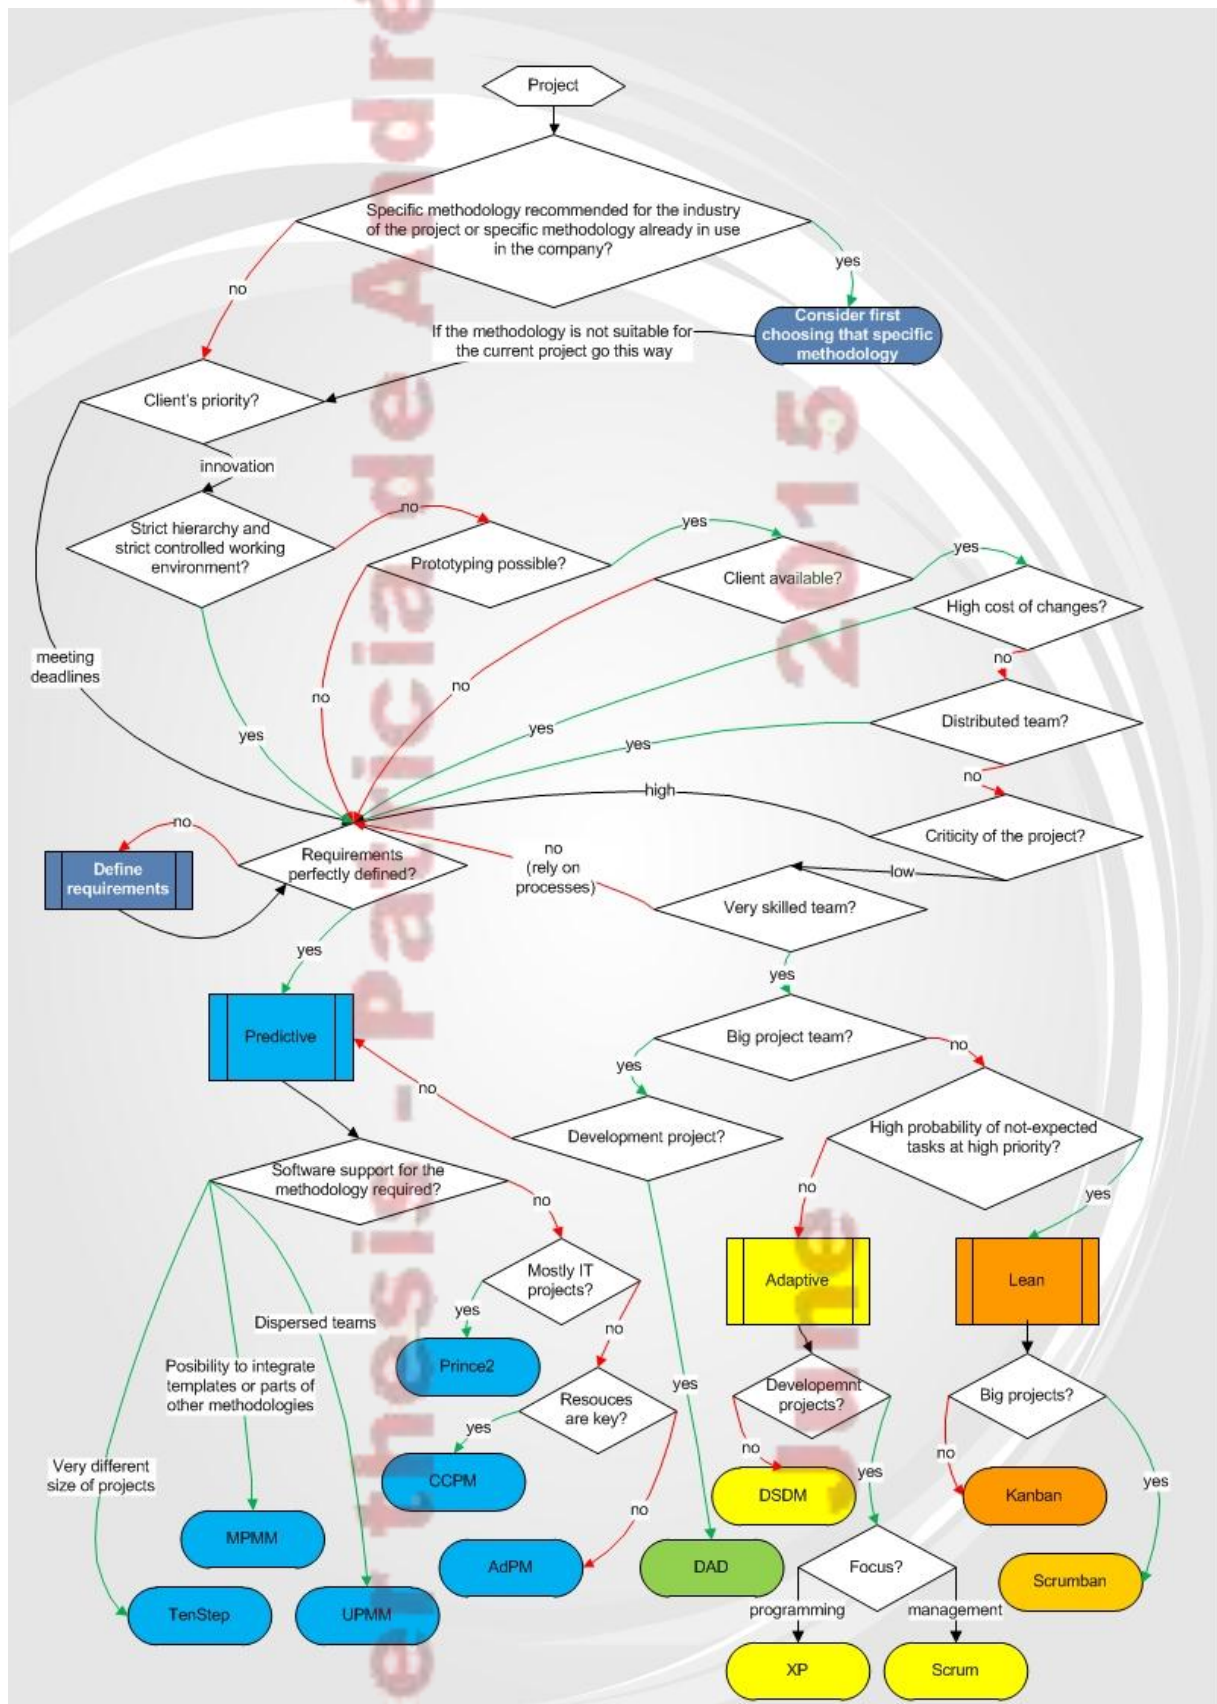 Project
Specific methodology recommended for the industry
of the project or specific methodology already in use
in the company?
yes
no
Consider first
choosing that specific
methodology
If the methodology is not suitable for
the current project go this way
Client's priority?
innovation
Strict hierarchy and
strict controlled working
environment?
no
Prototyping possible?
yes
Client available?
yes
High cost of changes?
meeting
deadlines
yes
no
no
yes
no
Distributed team?
yes
no
high
Criticity of the project?
no
Define
requirements
Requirements
perfectly defined?
no
(rely on
processes)
low
Very skilled team?
yes
yes
Predictive
Big project team?
no
yes
no
Development project?
High probability of not-expected
tasks at high priority?
Software support for the
methodology required?
no
no
yes
Mostly IT
projects?
Adaptive
Lean
yes
no
Dispersed teams
Prince2
Posibility to integrate
templates or parts of
other methodologies
yes
Resouces
are key?
Developemnt
projects?
Big projects?
yes
no
no
yes
yes
Very different
size of projects
CCPM
DSDM
Kanban
no
MPMM
AdPM
DAD
Focus?
Scrumban
TenStep
UPMM
programming
management
XP
Scrum
er thesis - Patricia de Andre
June 2015